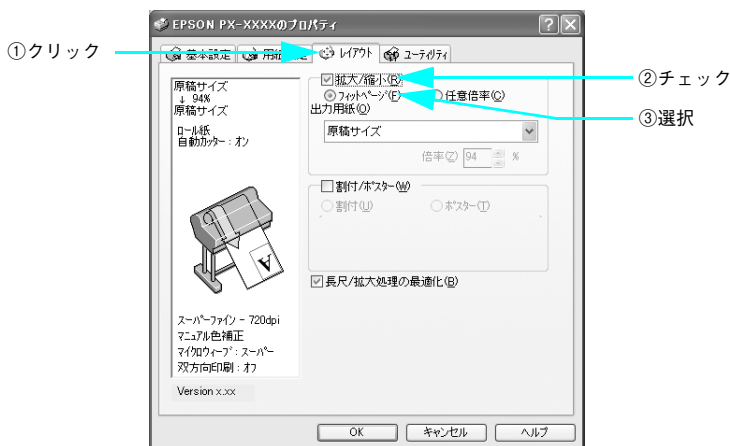 EPSON PX-XXXXのプロパティ
①クリック
基本設定
レイアウト
ユーティリティ
原稿サイズ
↓ 94%
原稿サイズ
ロール紙
自動カッター : オン
拡大/縮小(R)
②チェック
フィットページ(F)
任意倍率(C)
③選択
出力用紙(O)
原稿サイズ
倍率(Z) 94 %
割付/ポスター(W)
割付(U)
ポスター(T)
A
長尺/拡大処理の最適化(B)
スーパーファイン - 720dpi
マニュアル色補正
マイクロウィーブ : スーパー
双方向印刷 : オフ
Version x.xx
OK
キャンセル
ヘルプ